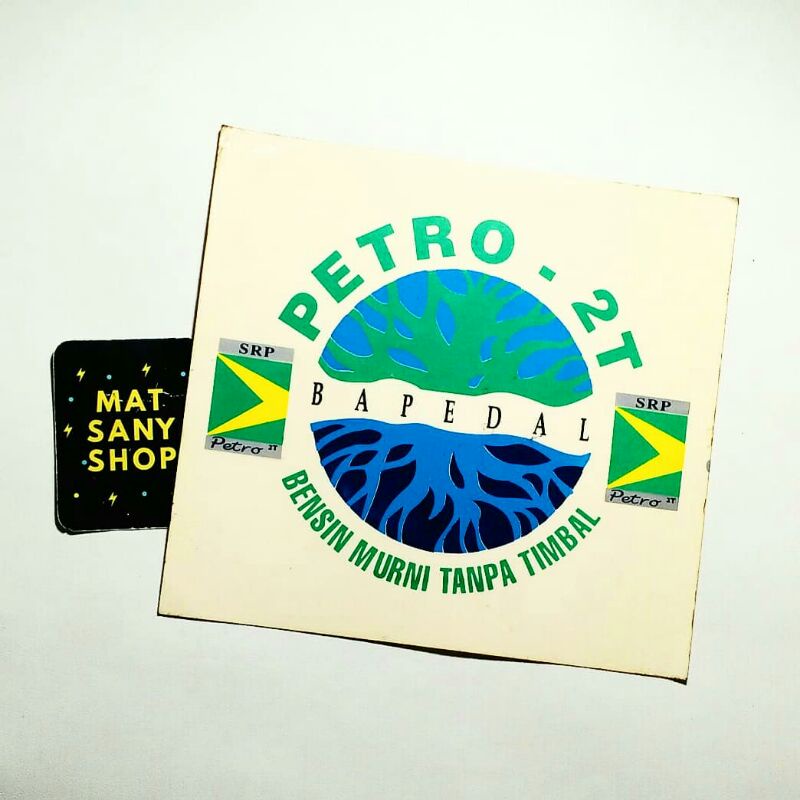 PETRO - 2T
SRP
Petro 2T
BAPEDAL
SRP
Petro 2T
BENSIN MURNI TANPA TIMBAL
MAT
SANY
SHOP